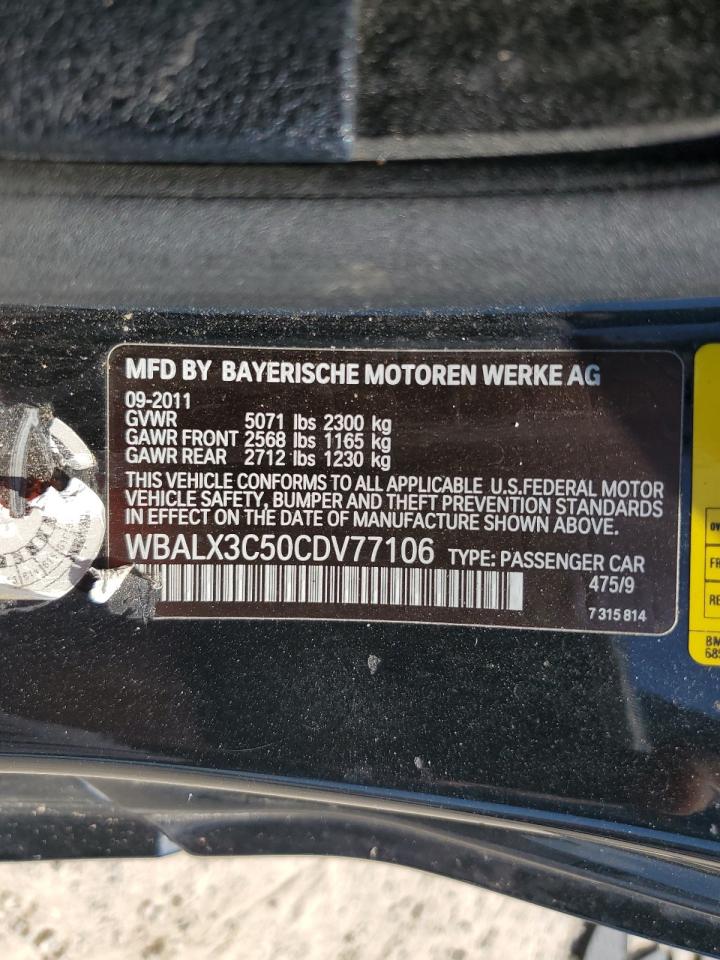 MFD BY BAYERISCHE MOTOREN WERKE AG
09-2011
GVWR 5071 lbs 2300 kg
GAWR FRONT 2568 lbs 1165 kg
GAWR REAR 2712 lbs 1230 kg
THIS VEHICLE CONFORMS TO ALL APPLICABLE U.S.FEDERAL MOTOR
VEHICLE SAFETY, BUMPER AND THEFT PREVENTION STANDARDS
IN EFFECT ON THE DATE OF MANUFACTURE SHOWN ABOVE.
WBALX3C50CDV77106 TYPE: PASSENGER CAR
475/9
7 315 814
FR
RE
BM